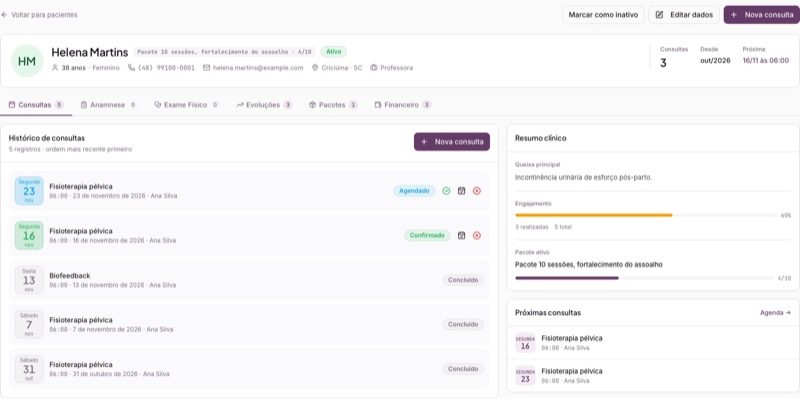 ← Voltar para pacientes
Marcar como inativo
Editar dados
+ Nova consulta
HM
Helena Martins
Pacote 10 sessões, fortalecimento do assoalho · 4/10
Ativo
38 anos · Feminino
(48) 99100-0001
helena.martins@example.com
Criciúma · SC
Professora
Consultas
3
Desde
out/2026
Próxima
16/11 às 06:00
Consultas 5
Anamnese 0
Exame Físico 0
Evoluções 3
Pacotes 1
Financeiro 3
Histórico de consultas
5 registros · ordem mais recente primeiro
+ Nova consulta
Segunda
23
nov
Fisioterapia pélvica
06:00 · 23 de novembro de 2026 · Ana Silva
Agendado
Segunda
16
nov
Fisioterapia pélvica
06:00 · 16 de novembro de 2026 · Ana Silva
Confirmado
Sexta
13
nov
Biofeedback
06:00 · 13 de novembro de 2026 · Ana Silva
Concluído
Sábado
7
nov
Fisioterapia pélvica
06:00 · 7 de novembro de 2026 · Ana Silva
Concluído
Sábado
31
out
Fisioterapia pélvica
06:00 · 31 de outubro de 2026 · Ana Silva
Concluído
Resumo clínico
Queixa principal
Incontinência urinária de esforço pós-parto.
Engajamento
60%
3 realizadas 5 total
Pacote ativo
Pacote 10 sessões, fortalecimento do assoalho
4/10
Próximas consultas
Agenda →
SEGUNDA
16
Fisioterapia pélvica
06:00 · Ana Silva
SEGUNDA
23
Fisioterapia pélvica
06:00 · Ana Silva